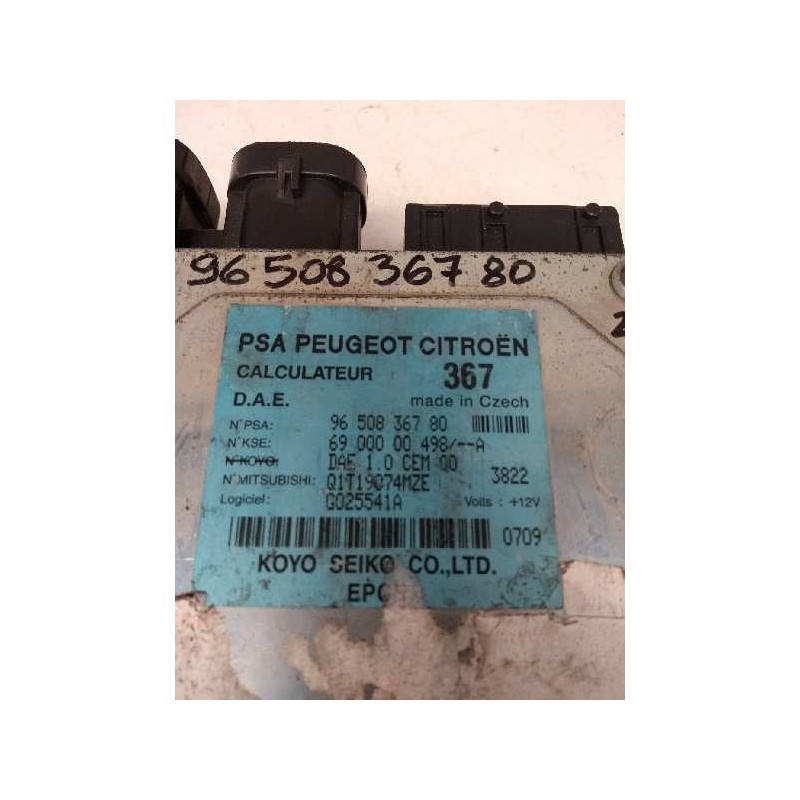 96 508 367 80
PSA PEUGEOT CITROËN
CALCULATEUR 367
D.A.E. made in Czech
N°PSA: 96 508 367 80
N°KSE: 69 000 00 498/--A
N°KOYO: DAE 1.0 CEM 00
N°MITSUBISHI: Q1T19074MZE 3822
Logiciel: G025541A Volts : +12V
0709
KOYO SEIKO CO.,LTD.